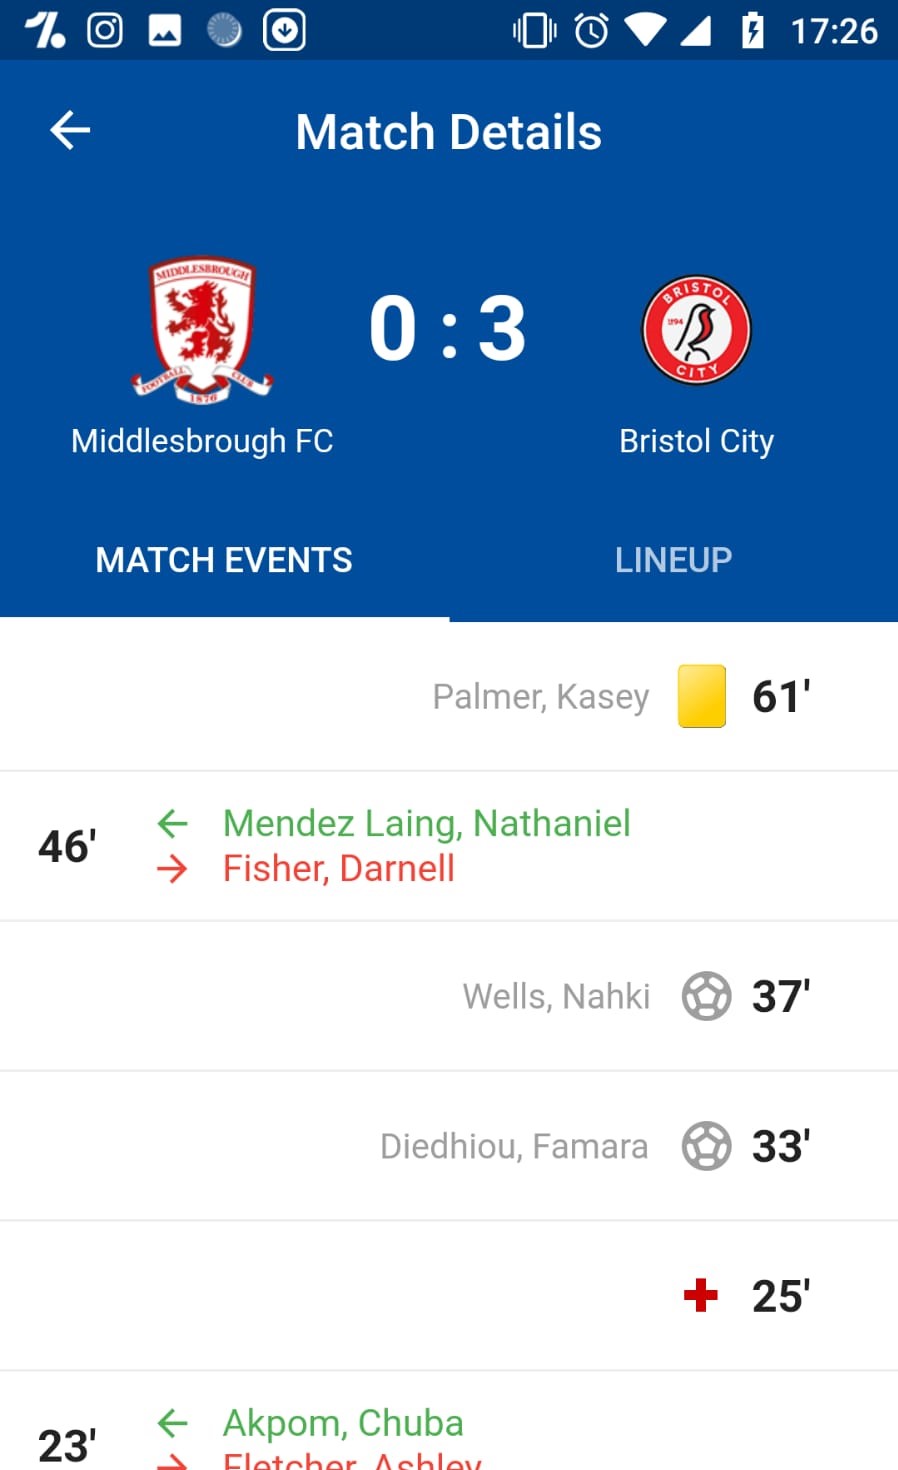 17:26
Match Details
MIDDLESBROUGH
FOOTBALL CLUB
1876
0 : 3
BRISTOL
1894
CITY
Middlesbrough FC
Bristol City
MATCH EVENTS
LINEUP
Palmer, Kasey 61'
46' Mendez Laing, Nathaniel
Fisher, Darnell
Wells, Nahki 37'
Diedhiou, Famara 33'
25'
23' Akpom, Chuba
Fletcher, Ashley